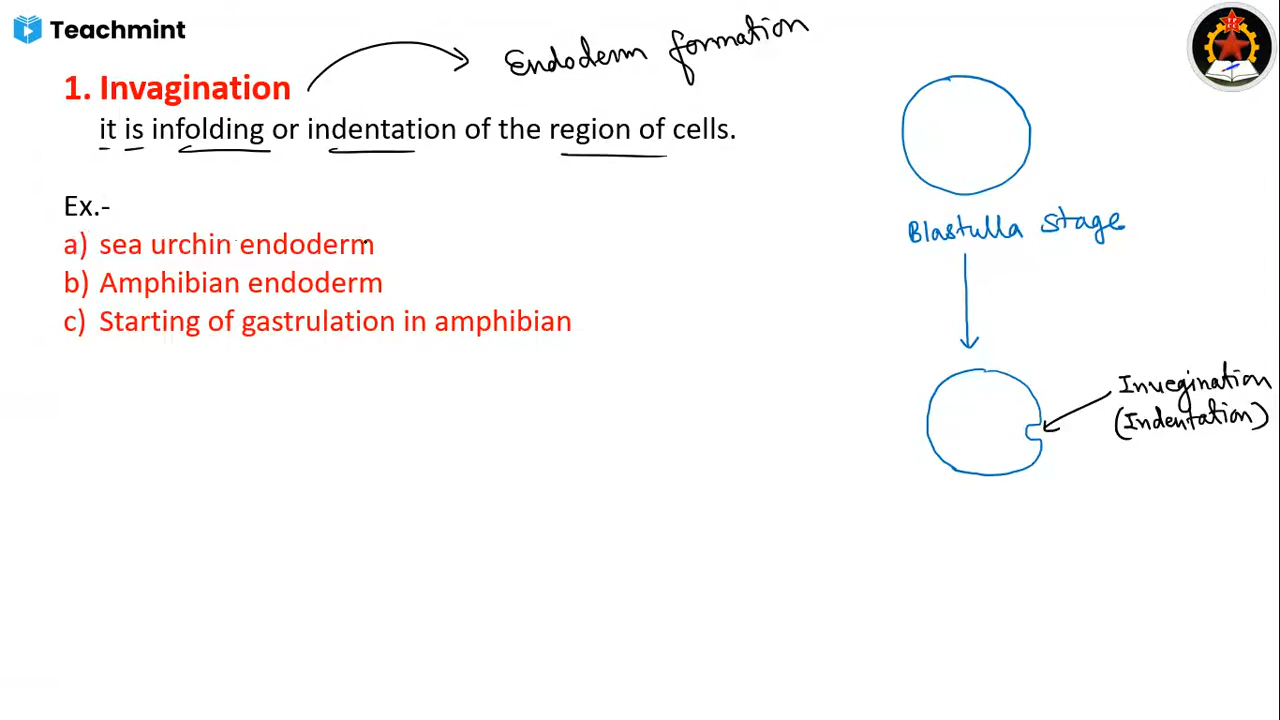 Teachmint
Endoderm formation
1. Invagination
it is infolding or indentation of the region of cells.
Ex.-
a) sea urchin endoderm
b) Amphibian endoderm
c) Starting of gastrulation in amphibian
Blastulla stage
Invegination
(Indentation)